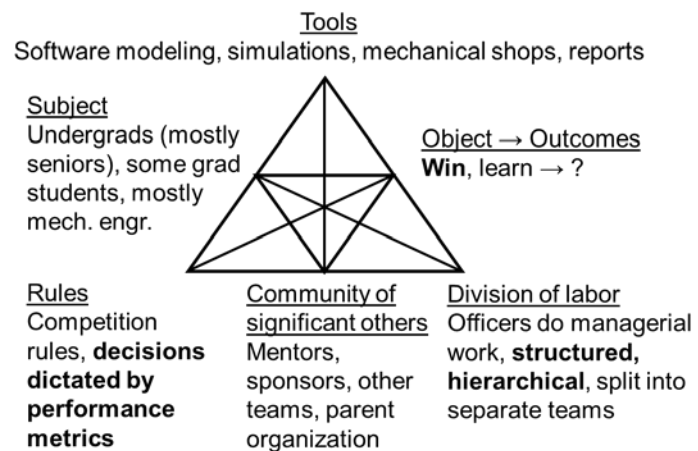 Tools
Software modeling, simulations, mechanical shops, reports
Subject
Undergrads (mostly
seniors), some grad
students, mostly
mech. engr.
Object → Outcomes
Win, learn → ?
Rules
Competition
rules, decisions
dictated by
performance
metrics
Community of
significant others
Mentors,
sponsors, other
teams, parent
organization
Division of labor
Officers do managerial
work, structured,
hierarchical, split into
separate teams